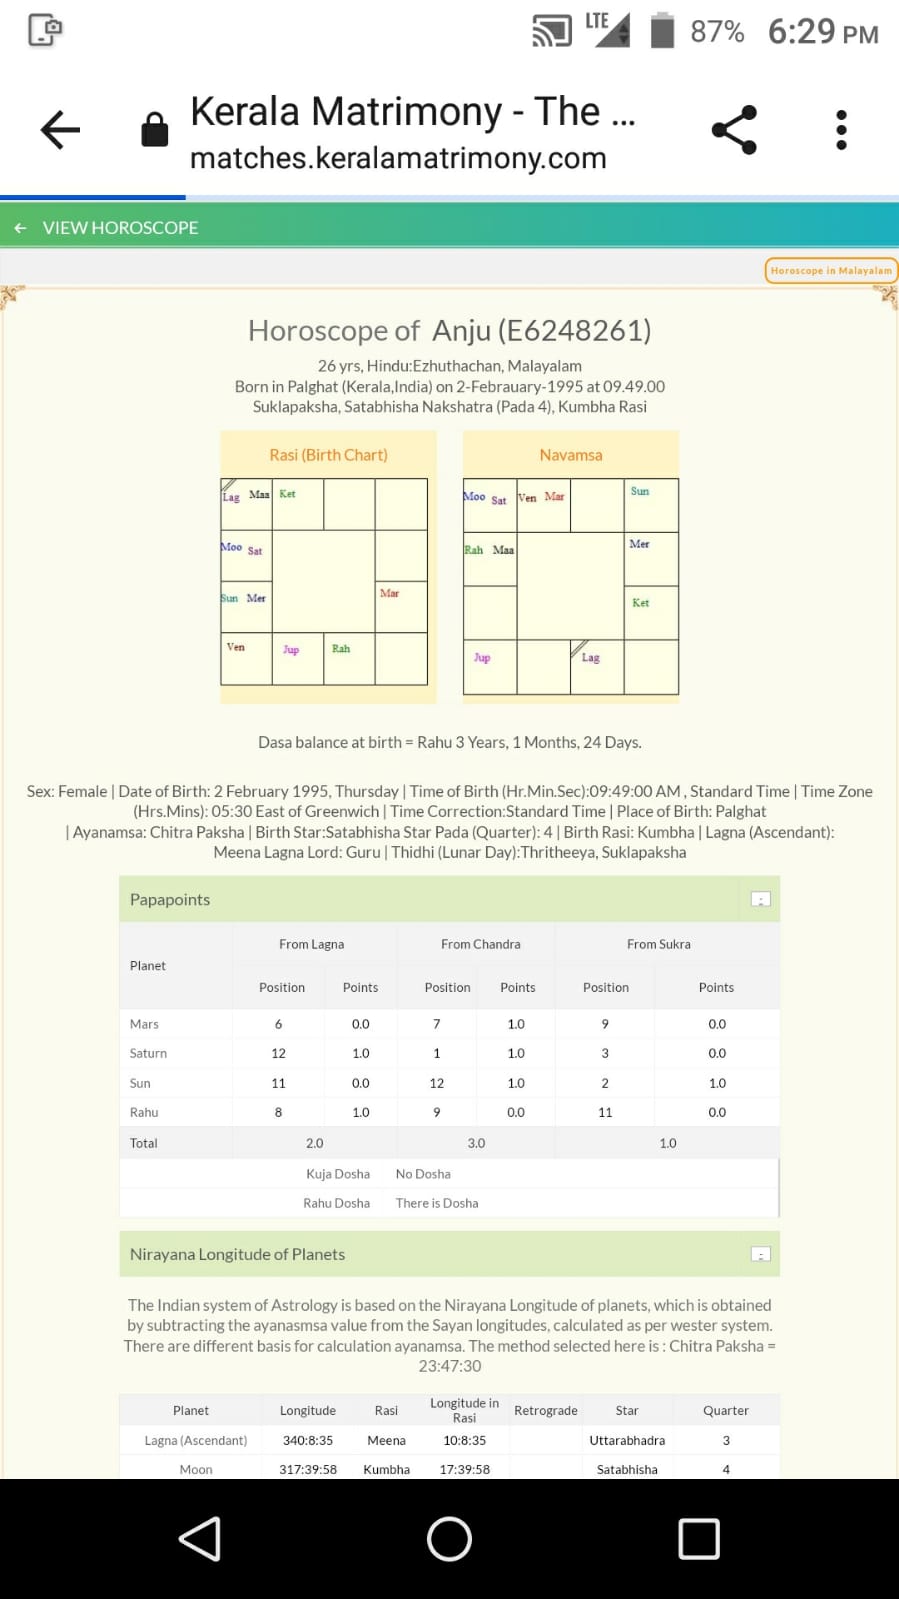 LTE 87% 6:29 PM
Kerala Matrimony - The ...
matches.keralamatrimony.com
VIEW HOROSCOPE
Horoscope in Malayalam
Horoscope of Anju (E6248261)
26 yrs, Hindu:Ezhuthachan, Malayalam
Born in Palghat (Kerala,India) on 2-Febrauary-1995 at 09.49.00
Suklapaksha, Satabhisha Nakshatra (Pada 4), Kumbha Rasi
Rasi (Birth Chart)
Lag Maa Ket
Moo Sat
Sun Mer Mar
Ven Jup Rah
Navamsa
Moo Sat Ven Mar Sun
Rah Maa Mer
Ket
Jup Lag
Dasa balance at birth = Rahu 3 Years, 1 Months, 24 Days.
Sex: Female | Date of Birth: 2 February 1995, Thursday | Time of Birth (Hr.Min.Sec):09:49:00 AM , Standard Time | Time Zone
(Hrs.Mins): 05:30 East of Greenwich | Time Correction:Standard Time | Place of Birth: Palghat
| Ayanamsa: Chitra Paksha | Birth Star:Satabhisha Star Pada (Quarter): 4 | Birth Rasi: Kumbha | Lagna (Ascendant):
Meena Lagna Lord: Guru | Thidhi (Lunar Day):Thritheeya, Suklapaksha
Papapoints
Planet From Lagna From Chandra From Sukra
Position Points Position Points Position Points
Mars 6 0.0 7 1.0 9 0.0
Saturn 12 1.0 1 1.0 3 0.0
Sun 11 0.0 12 1.0 2 1.0
Rahu 8 1.0 9 0.0 11 0.0
Total 2.0 3.0 1.0
Kuja Dosha No Dosha
Rahu Dosha There is Dosha
Nirayana Longitude of Planets
The Indian system of Astrology is based on the Nirayana Longitude of planets, which is obtained
by subtracting the ayanasmsa value from the Sayan longitudes, calculated as per wester system.
There are different basis for calculation ayanamsa. The method selected here is : Chitra Paksha =
23:47:30
Planet Longitude Rasi Longitude in Rasi Retrograde Star Quarter
Lagna (Ascendant) 340:8:35 Meena 10:8:35 Uttarabhadra 3
Moon 317:39:58 Kumbha 17:39:58 Satabhisha 4